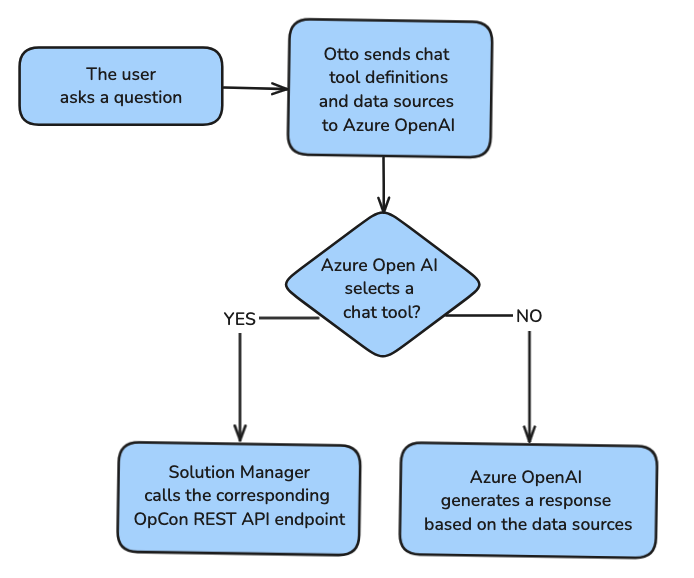 The user
asks a question
Otto sends chat
tool definitions
and data sources
to Azure OpenAI
Azure Open AI
selects a
chat tool?
YES
NO
Solution Manager
calls the corresponding
OpCon REST API endpoint
Azure OpenAI
generates a response
based on the data sources